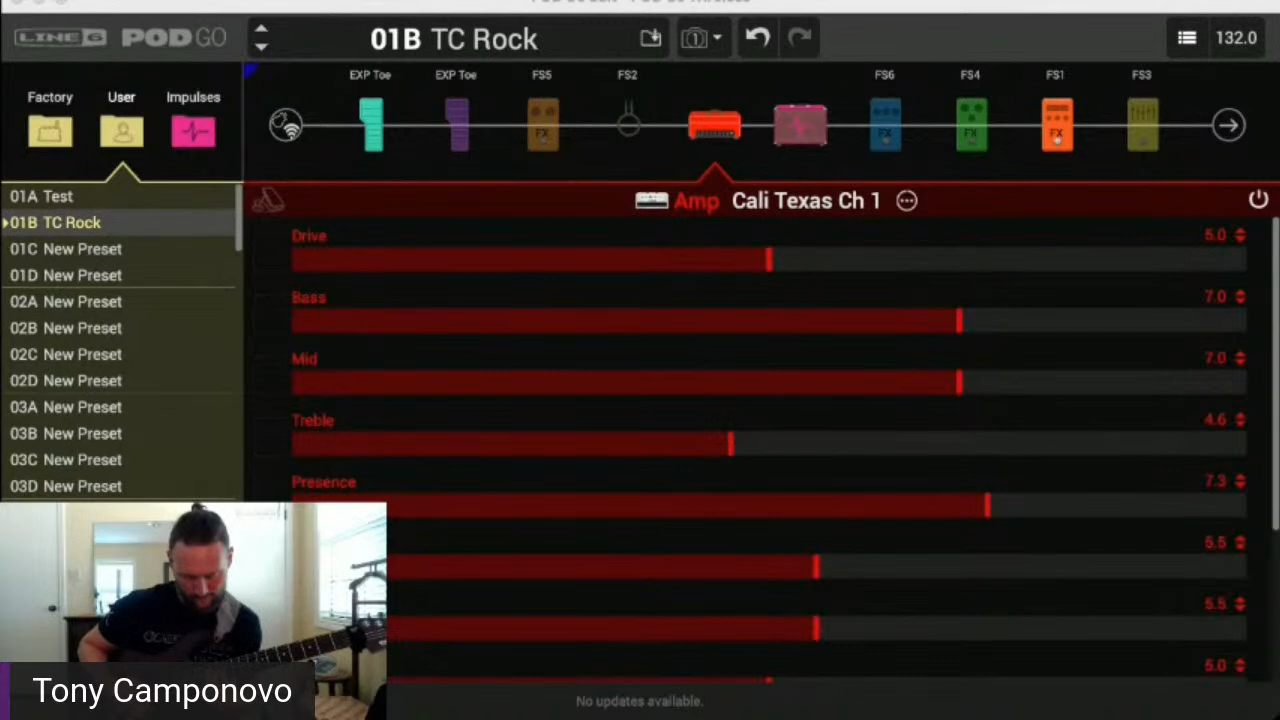 LINE 6 POD GO
01B TC Rock
1
132.0
Factory
User
Impulses
EXP Toe
EXP Toe
FS5
FS2
FS6
FS4
FS1
FS3
FX
FX
FX
Amp Cali Texas Ch 1
01A Test
01B TC Rock
01C New Preset
01D New Preset
02A New Preset
02B New Preset
02C New Preset
02D New Preset
03A New Preset
03B New Preset
03C New Preset
03D New Preset
Drive 5.0
Bass 7.0
Mid 7.0
Treble 4.6
Presence 7.3
5.5
5.5
5.0
Tony Camponovo
No updates available.